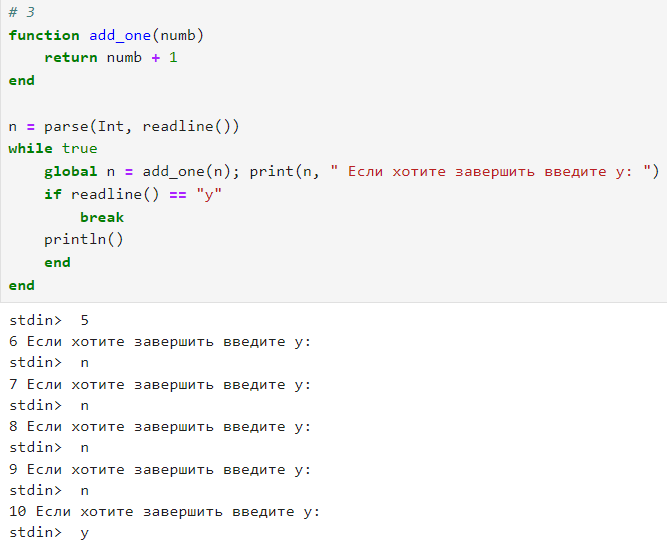 # 3
function add_one(numb)
    return numb + 1
end

n = parse(Int, readline())
while true
    global n = add_one(n); print(n, " Если хотите завершить введите y: ")
    if readline() == "y"
        break
    println()
    end
end
stdin>  5
6 Если хотите завершить введите y:
stdin>  n
7 Если хотите завершить введите y:
stdin>  n
8 Если хотите завершить введите y:
stdin>  n
9 Если хотите завершить введите y:
stdin>  n
10 Если хотите завершить введите y:
stdin>  y